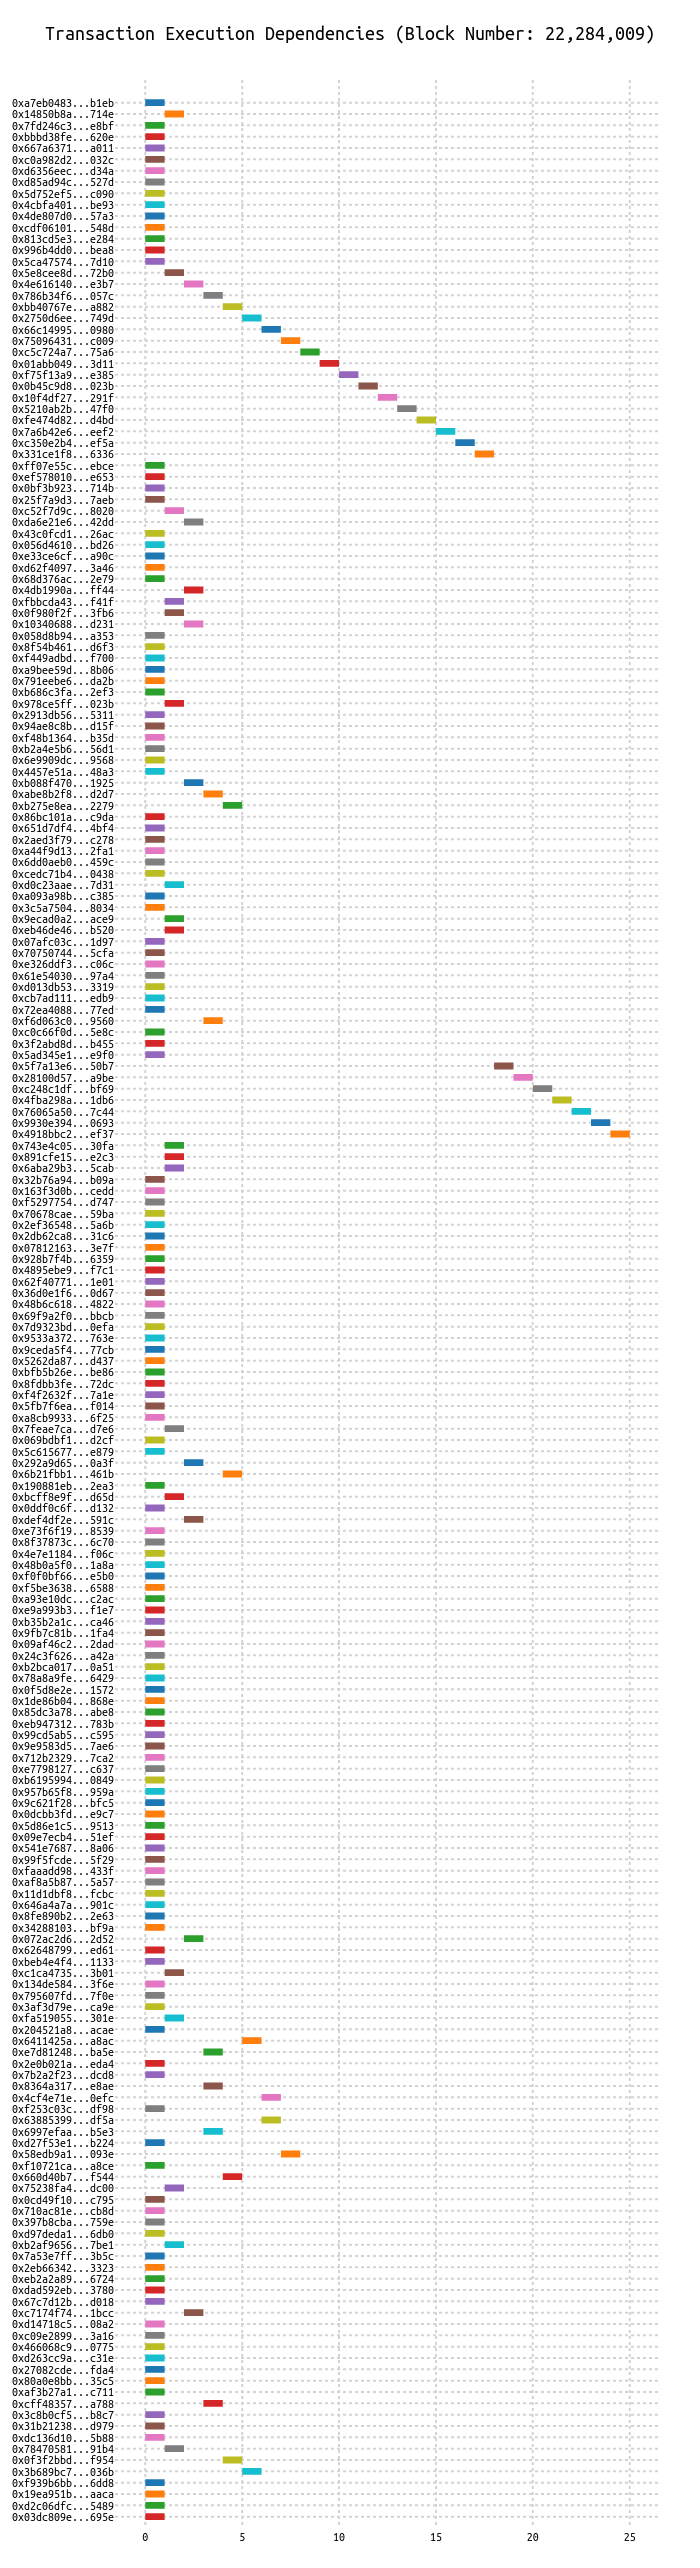 Transaction Execution Dependencies (Block Number: 22,284,009)
0xa7eb0483...b1eb
0x14850b8a...714e
0x7fd246c3...e8bf
0xbbbd38fe...620e
0x667a6371...a011
0xc0a982d2...032c
0xd6356eec...d34a
0xd85ad94c...527d
0x5d752ef5...c090
0x4cbfa401...be93
0x4de807d0...57a3
0xcdf06101...548d
0x813cd5e3...e284
0x996b4dd0...bea8
0x5ca47574...7d10
0x5e8cee8d...72b0
0x4e616140...e3b7
0x786b34f6...057c
0xbb40767e...a882
0x2750d6ee...749d
0x66c14995...0980
0x75096431...c009
0xc5c724a7...75a6
0x01abb049...3d11
0xf75f13a9...e385
0x0b45c9d8...023b
0x10f4df27...291f
0x5210ab2b...47f0
0xfe474d82...d4bd
0x7a6b42e6...eef2
0xc350e2b4...ef5a
0x331ce1f8...6336
0xff07e55c...ebce
0xef578010...e653
0x0bf3b923...714b
0x25f7a9d3...7aeb
0xc52f7d9c...8020
0xda6e21e6...42dd
0x43c0fcd1...26ac
0x056d4610...bd26
0xe33ce6cf...a90c
0xd62f4097...3a46
0x68d376ac...2e79
0x4db1990a...ff44
0xfbbcda43...f41f
0x0f980f2f...3fb6
0x10340688...d231
0x058d8b94...a353
0x8f54b461...d6f3
0xf449adbd...f700
0xa9bee59d...8b06
0x791eebe6...da2b
0xb686c3fa...2ef3
0x978ce5ff...023b
0x2913db56...5311
0x94ae8c8b...d15f
0xf48b1364...b35d
0xb2a4e5b6...56d1
0x6e9909dc...9568
0x4457e51a...48a3
0xb088f470...1925
0xabe8b2f8...d2d7
0xb275e8ea...2279
0x86bc101a...c9da
0x651d7df4...4bf4
0x2aed3f79...c278
0xa44f9d13...2fa1
0x6dd0aeb0...459c
0xcedc71b4...0438
0xd0c23aae...7d31
0xa093a98b...c385
0x3c5a7504...8034
0x9ecad0a2...ace9
0xeb46de46...b520
0x07afc03c...1d97
0x70750744...5cfa
0xe326ddf3...c06c
0x61e54030...97a4
0xd013db53...3319
0xcb7ad111...edb9
0x72ea4088...77ed
0xf6d063c0...9560
0xc0c66f0d...5e8c
0x3f2abd8d...b455
0x5ad345e1...e9f0
0x5f7a13e6...50b7
0x28100d57...a9be
0xc248c1df...bf69
0x4fba298a...1db6
0x76065a50...7c44
0x9930e394...0693
0x4918bbc2...ef37
0x743e4c05...30fa
0x891cfe15...e2c3
0x6aba29b3...5cab
0x32b76a94...b09a
0x163f3d0b...cedd
0xf5297754...d747
0x70678cae...59ba
0x2ef36548...5a6b
0x2db62ca8...31c6
0x07812163...3e7f
0x928b7f4b...6359
0x4895ebe9...f7c1
0x62f40771...1e01
0x36d0e1f6...0d67
0x48b6c618...4822
0x69f9a2f0...bbcb
0x7d9323bd...0efa
0x9533a372...763e
0x9ceda5f4...77cb
0x5262da87...d437
0xbfb5b26e...be86
0x8fdbb3fe...72dc
0xf4f2632f...7a1e
0x5fb7f6ea...f014
0xa8cb9933...6f25
0x7feae7ca...d7e6
0x069bdbf1...d2cf
0x5c615677...e879
0x292a9d65...0a3f
0x6b21fbb1...461b
0x190881eb...2ea3
0xbcff8e9f...d65d
0x0ddf0c6f...d132
0xdef4df2e...591c
0xe73f6f19...8539
0x8f37873c...6c70
0x4e7e1184...f06c
0x48b0a5f0...1a8a
0xf0f0bf66...e5b0
0xf5be3638...6588
0xa93e10dc...c2ac
0xe9a993b3...f1e7
0xb35b2a1c...ca46
0x9fb7c81b...1fa4
0x09af46c2...2dad
0x24c3f626...a42a
0xb2bca017...0a51
0x78a8a9fe...6429
0x0f5d8e2e...1572
0x1de86b04...868e
0x85dc3a78...abe8
0xeb947312...783b
0x99cd5ab5...c595
0x9e9583d5...7ae6
0x712b2329...7ca2
0xe7798127...c637
0xb6195994...0849
0x957b65f8...959a
0x9c621f28...bfc5
0x0dcbb3fd...e9c7
0x5d86e1c5...9513
0x09e7ecb4...51ef
0x541e7687...8a06
0x99f5fcde...5f29
0xfaaadd98...433f
0xaf8a5b87...5a57
0x11d1dbf8...fcbc
0x646a4a7a...901c
0x8fe890b2...2e63
0x34288103...bf9a
0x072ac2d6...2d52
0x62648799...ed61
0xbeb4e4f4...1133
0xc1ca4735...3b01
0x134de584...3f6e
0x795607fd...7f0e
0x3af3d79e...ca9e
0xfa519055...301e
0x204521a8...acae
0x6411425a...a8ac
0xe7d81248...ba5e
0x2e0b021a...eda4
0x7b2a2f23...dcd8
0x8364a317...e8ae
0x4cf4e71e...0efc
0xf253c03c...df98
0x63885399...df5a
0x6997efaa...b5e3
0xd27f53e1...b224
0x58edb9a1...093e
0xf10721ca...a8ce
0x660d40b7...f544
0x75238fa4...dc00
0x0cd49f10...c795
0x710ac81e...cb8d
0x397b8cba...759e
0xd97deda1...6db0
0xb2af9656...7be1
0x7a53e7ff...3b5c
0x2eb66342...3323
0xeb2a2a89...6724
0xdad592eb...3780
0x67c7d12b...d018
0xc7174f74...1bcc
0xd14718c5...08a2
0xc09e2899...3a16
0x466068c9...0775
0xd263cc9a...c31e
0x27082cde...fda4
0x80a0e8bb...35c5
0xaf3b27a1...c711
0xcff48357...a788
0x3c8b0cf5...b8c7
0x31b21238...d979
0xdc136d10...5b88
0x78470581...91b4
0x0f3f2bbd...f954
0x3b689bc7...036b
0xf939b6bb...6dd8
0x19ea951b...aaca
0xd2c06dfc...5489
0x03dc809e...695e
0 5 10 15 20 25